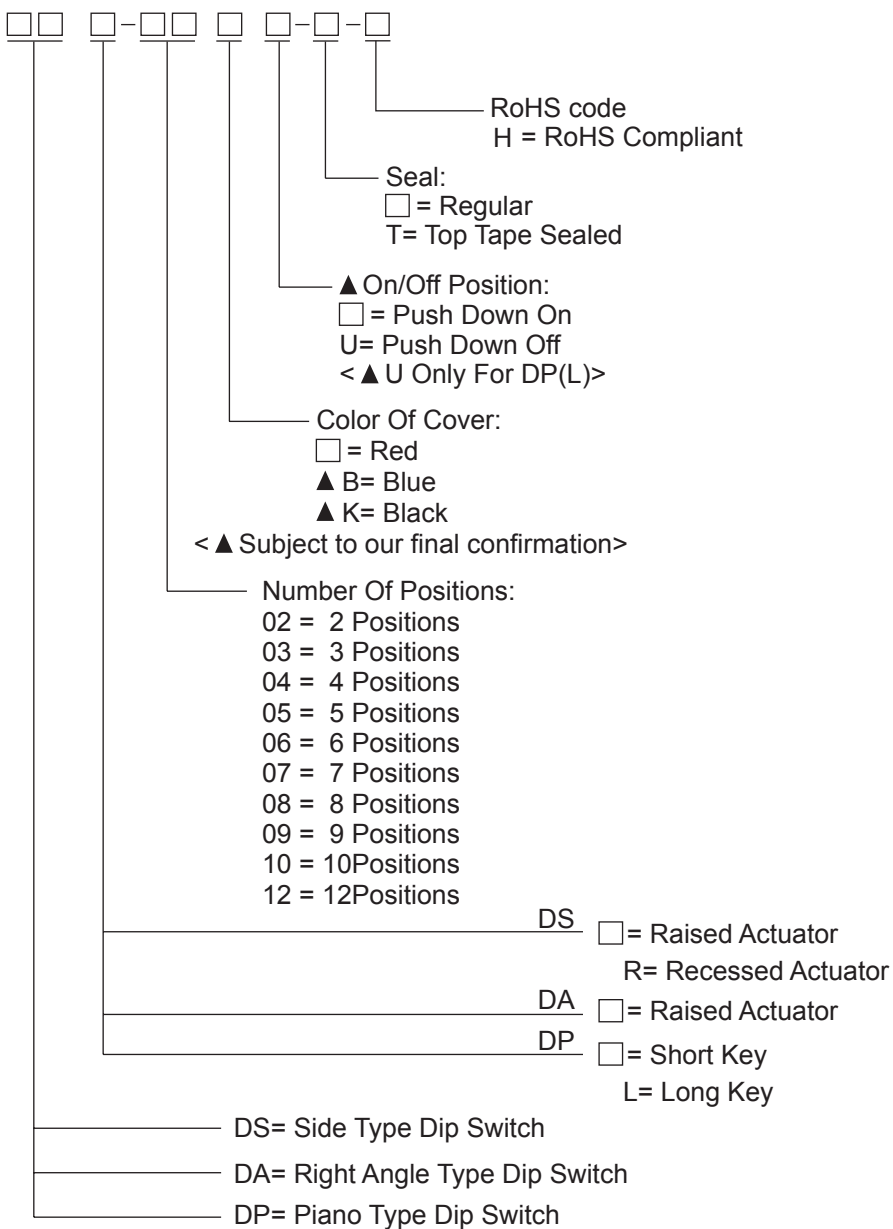 □□ □-□□ □ □-□-□
RoHS code
H = RoHS Compliant
Seal:
□ = Regular
T= Top Tape Sealed
▲On/Off Position:
□ = Push Down On
U= Push Down Off
<▲U Only For DP(L)>
Color Of Cover:
□ = Red
▲ B= Blue
▲ K= Black
<▲Subject to our final confirmation>
Number Of Positions:
02 = 2 Positions
03 = 3 Positions
04 = 4 Positions
05 = 5 Positions
06 = 6 Positions
07 = 7 Positions
08 = 8 Positions
09 = 9 Positions
10 = 10Positions
12 = 12Positions
DS □= Raised Actuator
R= Recessed Actuator
DA □= Raised Actuator
DP □= Short Key
L= Long Key
DS= Side Type Dip Switch
DA= Right Angle Type Dip Switch
DP= Piano Type Dip Switch